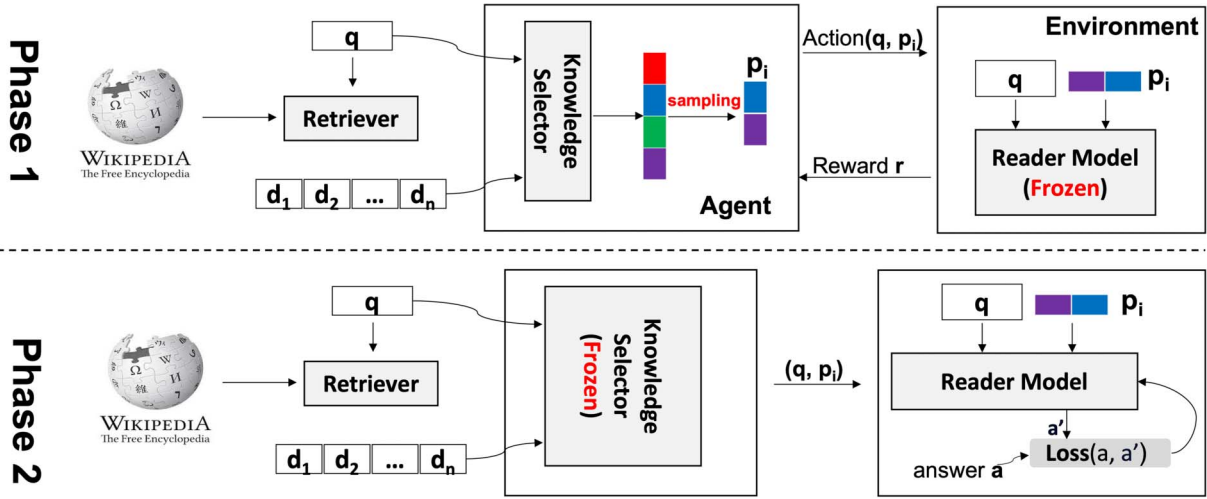 Phase 1
WIKIPEDIA
The Free Encyclopedia
q
Retriever
d₁ d₂ ... dₙ
Knowledge
Selector
sampling
pᵢ
Agent
Action(q, pᵢ)
Reward r
Environment
q
pᵢ
Reader Model
(Frozen)
Phase 2
WIKIPEDIA
The Free Encyclopedia
q
Retriever
d₁ d₂ ... dₙ
Knowledge
Selector
(Frozen)
(q, pᵢ)
q
pᵢ
Reader Model
a'
answer a
Loss(a, a')